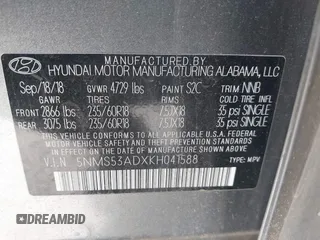 MANUFACTURED BY
HYUNDAI MOTOR MANUFACTURING ALABAMA, LLC
Sep/18/18 GVWR 4729 lbs PAINT S2C TRIM NNB
GAWR TIRES RIMS COLD TIRE PRESSURE
FRONT 2866 lbs 235/60R18 7.5JX18 35 psi SINGLE
REAR 3075 lbs 235/60R18 7.5JX18 35 psi SINGLE
THIS VEHICLE CONFORMS TO ALL APPLICABLE FEDERAL
MOTOR VEHICLE SAFETY, BUMPER AND THEFT PREVENTION
STANDARDS IN EFFECT ON THE DATE OF MANUFACTURE SHOWN ABOVE.
V.I.N. 5NMS53ADXKH041588 TYPE: MPV
CARBIDDEAD